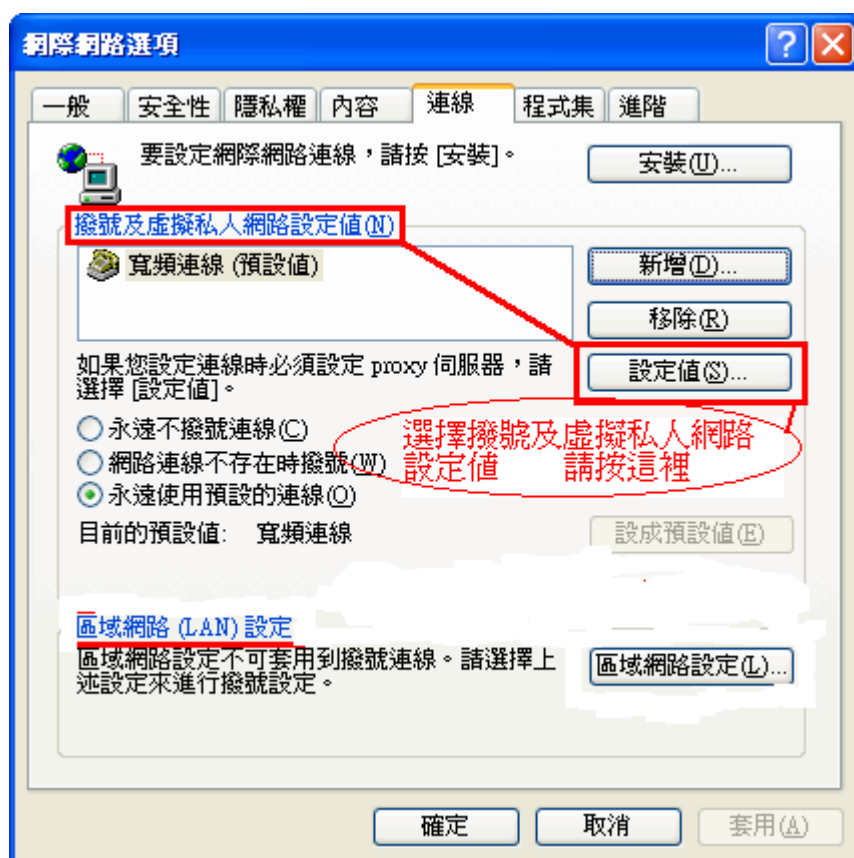 網際網路選項
一般 安全性 隱私權 內容 連線 程式集 進階
要設定網際網路連線,請按 [安裝]。
安裝(U)...
撥號及虛擬私人網路設定值(N)
寬頻連線 (預設值)
新增(D)...
移除(R)
如果您設定連線時必須設定 proxy 伺服器,請
選擇 [設定值]。
設定值(S)...
永遠不撥號連線(C)
網路連線不存在時撥號(W)
永遠使用預設的連線(O)
選擇撥號及虛擬私人網路
設定値 請按這裡
目前的預設值: 寬頻連線
設成預設值(E)
區域網路 (LAN) 設定
區域網路設定不可套用到撥號連線。請選擇上
述設定來進行撥號設定。
區域網路設定(L)...
確定 取消 套用(A)